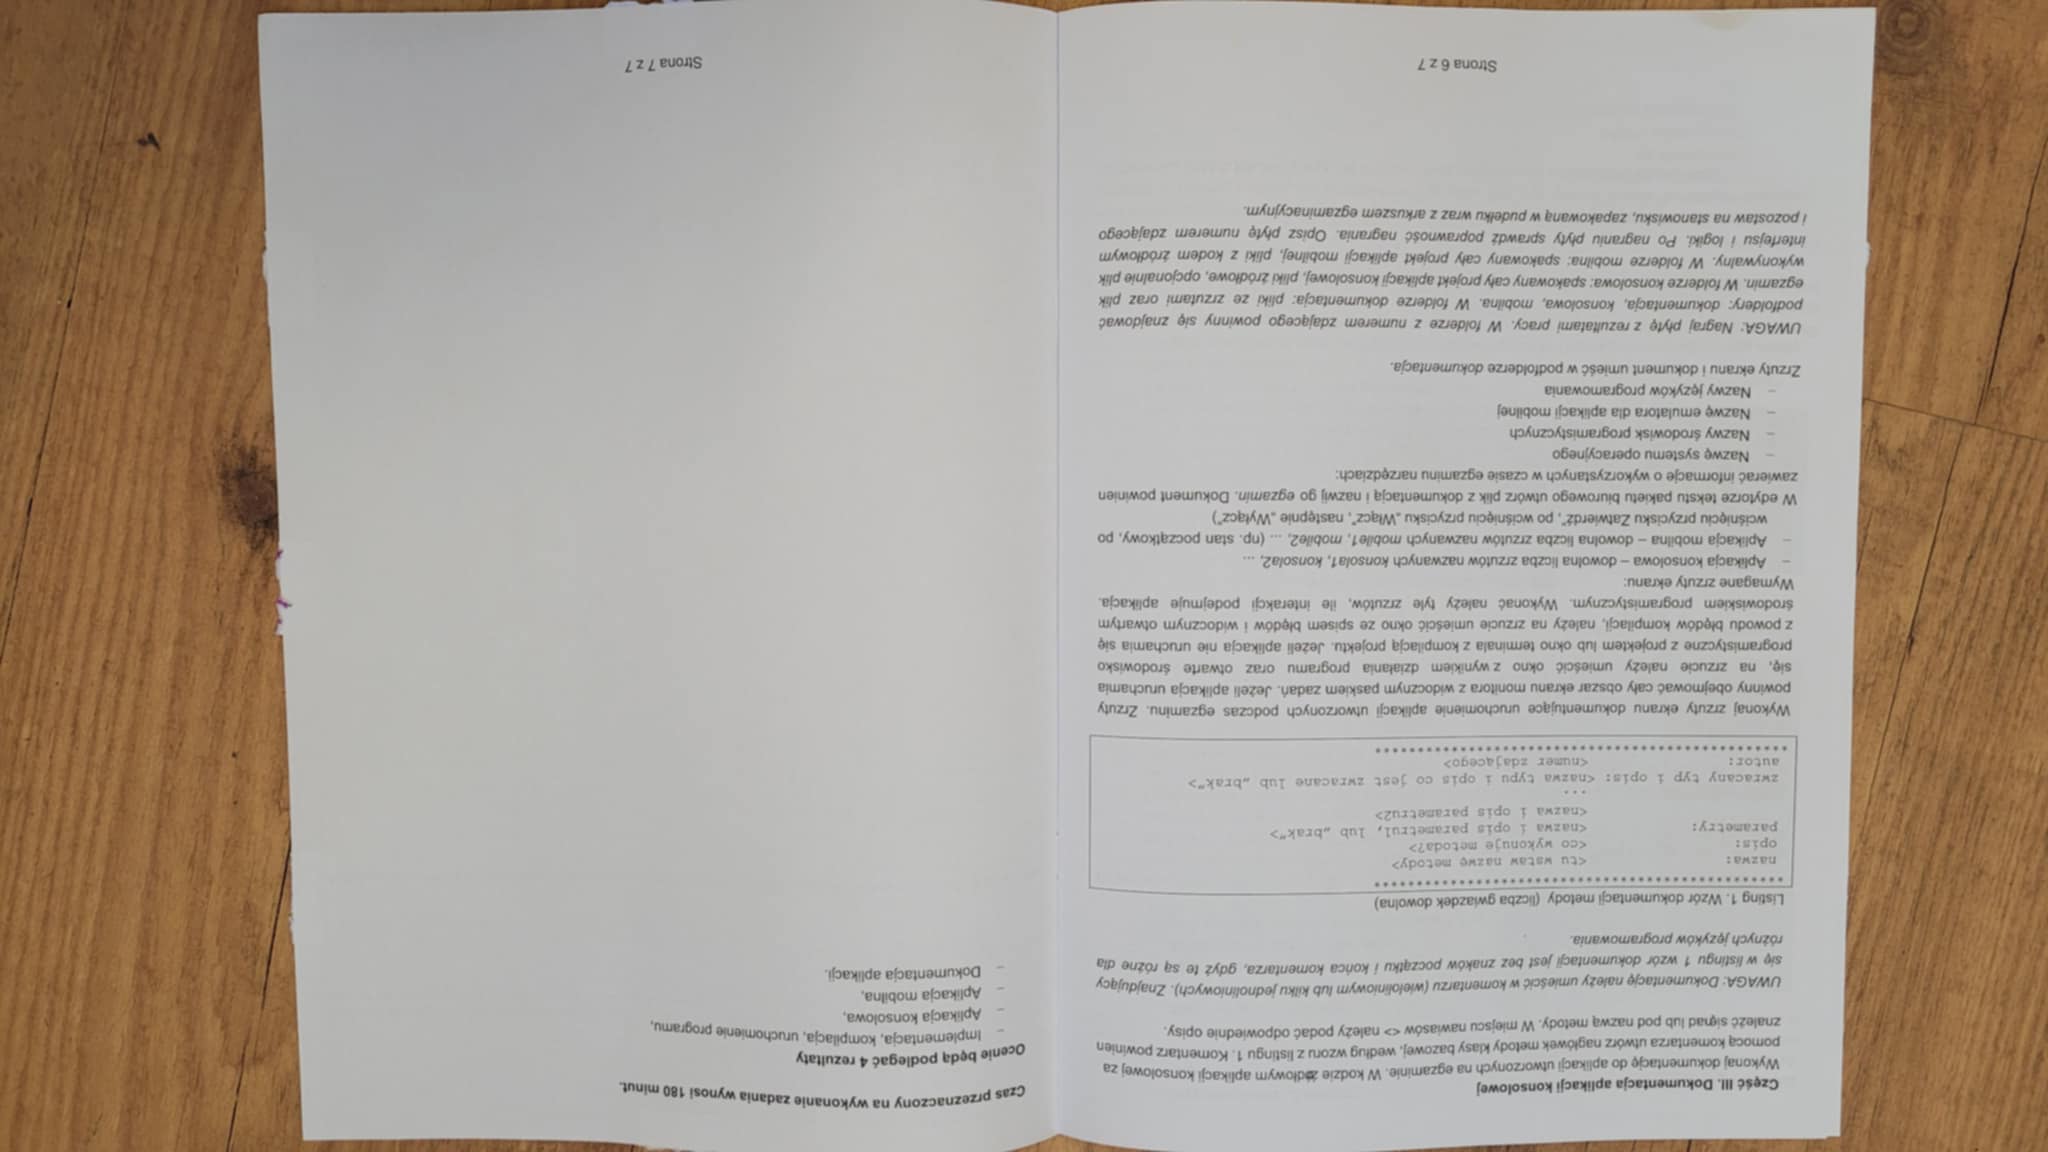 Część III. Dokumentacja aplikacji konsolowej
Wykonaj dokumentację do aplikacji utworzonych na egzaminie. W kodzie źródłowym aplikacji konsolowej za
pomocą komentarza utwórz nagłówek metody klasy bazowej, według wzoru z listingu 1. Komentarz powinien
znaleźć się nad lub pod nazwą metody. W miejscu nawiasów <> należy podać odpowiednie opisy.
UWAGA: Dokumentację należy umieścić w komentarzu (wieloliniowym lub kilku jednoliniowych). Znajdujący
się w listingu 1 wzór dokumentacji jest bez znaków początku i końca komentarza, gdyż te są różne dla
różnych języków programowania.
Listing 1. Wzór dokumentacji metody (liczba gwiazdek dowolna)
************************************************
nazwa: <tu wstaw nazwę metody>
opis: <co wykonuje metoda?>
parametry: <nazwa i opis parametru1, lub „brak">
<nazwa i opis parametru2>
...
zwracany typ i opis: <nazwa typu i opis co jest zwracane lub „brak">
autor: <numer zdającego>
************************************************
Wykonaj zrzuty ekranu dokumentujące uruchomienie aplikacji utworzonych podczas egzaminu. Zrzuty
powinny obejmować cały obszar ekranu monitora z widocznym paskiem zadań. Jeżeli aplikacja uruchamia
się, na zrzucie należy umieścić okno z wynikiem działania programu oraz otwarte środowisko
programistyczne z projektem lub okno terminala z kompilacją projektu. Jeżeli aplikacja nie uruchamia się
z powodu błędów kompilacji, należy na zrzucie umieścić okno ze spisem błędów i widocznym otwartym
środowiskiem programistycznym. Wykonać należy tyle zrzutów, ile interakcji podejmuje aplikacja.
Wymagane zrzuty ekranu:
– Aplikacja konsolowa – dowolna liczba zrzutów nazwanych konsola1, konsola2, ...
– Aplikacja mobilna – dowolna liczba zrzutów nazwanych mobile1, mobile2, ... (np. stan początkowy, po
wciśnięciu przycisku Zatwierdź", po wciśnięciu przycisku „Włącz", następnie „Wyłącz")
W edytorze tekstu pakietu biurowego utwórz plik z dokumentacją i nazwij go egzamin. Dokument powinien
zawierać informacje o wykorzystanych w czasie egzaminu narzędziach:
– Nazwę systemu operacyjnego
– Nazwy środowisk programistycznych
– Nazwę emulatora dla aplikacji mobilnej
– Nazwy języków programowania
Zrzuty ekranu i dokument umieść w podfolderze dokumentacja.
UWAGA: Nagraj płytę z rezultatami pracy. W folderze z numerem zdającego powinny się znajdować
podfoldery: dokumentacja, konsolowa, mobilna. W folderze dokumentacja: pliki ze zrzutami oraz plik
egzamin. W folderze konsolowa: spakowany cały projekt aplikacji konsolowej, pliki źródłowe, opcjonalnie plik
wykonywalny. W folderze mobilna: spakowany cały projekt aplikacji mobilnej, pliki z kodem źródłowym
interfejsu i logiki. Po nagraniu płyty sprawdź poprawność nagrania. Opisz płytę numerem zdającego
i pozostaw na stanowisku, zapakowaną w pudełku wraz z arkuszem egzaminacyjnym.
Strona 6 z 7
Czas przeznaczony na wykonanie zadania wynosi 180 minut.
Ocenie będą podlegać 4 rezultaty
– Implementacja, kompilacja, uruchomienie programu,
– Aplikacja konsolowa,
– Aplikacja mobilna,
– Dokumentacja aplikacji.
Strona 7 z 7